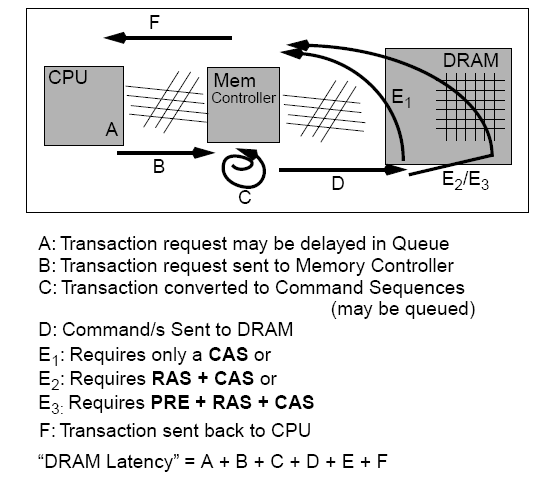 F
CPU
Mem
Controller
DRAM
A
E₁
B
C
D
E₂/E₃
A: Transaction request may be delayed in Queue
B: Transaction request sent to Memory Controller
C: Transaction converted to Command Sequences
(may be queued)
D: Command/s Sent to DRAM
E₁: Requires only a CAS or
E₂: Requires RAS + CAS or
E₃: Requires PRE + RAS + CAS
F: Transaction sent back to CPU
“DRAM Latency” = A + B + C + D + E + F